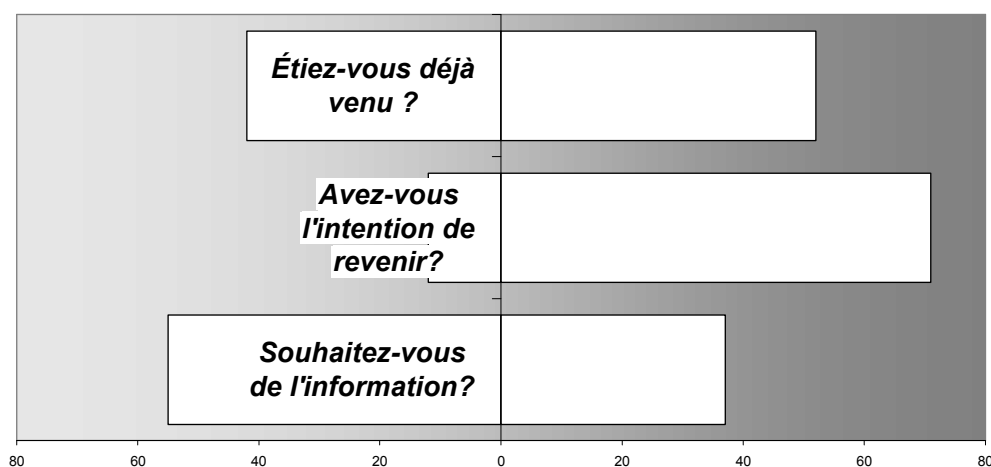 Étiez-vous déjà
venu ?
Avez-vous
l'intention de
revenir?
Souhaitez-vous
de l'information?
80 60 40 20 0 20 40 60 80